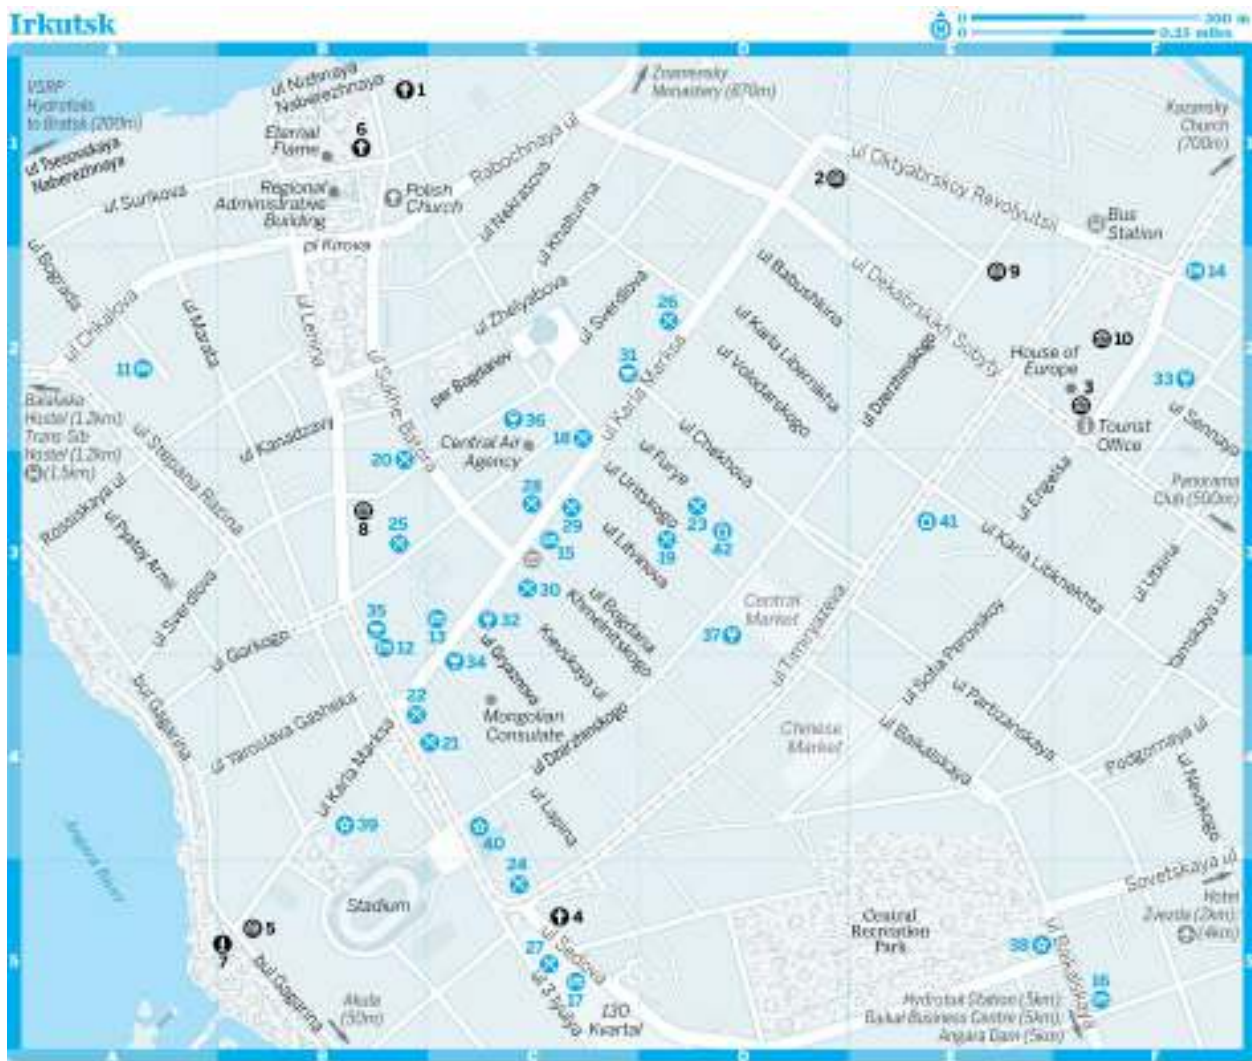 Irkutsk
0
0
0.25 miles
A
B
C
D
E
F
VSRP
Hydrofoils
to Bratsk (200m)
ul Tsesovskaya
Naberezhnaya
ul Nizhnaya
Naberezhnaya
1
6
Eternal
Flame
Regional
Administrative
Building
Polish
Church
pl Kirova
ul Surikova
Rabochnaya ul
ul Nekrasova
ul Khalturina
Znamensky
Monastery (870m)
Kazansky
Church
(700m)
ul Oktyabrskoy Revolyutsii
2
Bus
Station
9
14
ul Bograda
ul Chkalova
ul Marata
ul Lenina
ul Sukhe Batora
ul Zhelyabova
ul Sverdlova
per Bogdanov
26
31
ul Karla Marksa
ul Babushkina
ul Karla Libernikha
ul Volodarskogo
ul Dekabrskikh Sobyty
ul Dzerzhinskogo
10
House of
Europe
3
33
Tourist
Office
ul Sennaya
11
Baikaler
Hostel (1.2km);
Trans-Sib
Hostel (1.2km);
(1.5km)
ul Kanadzavy
ul Stepana Razina
36
Central Air
Agency
18
20
ul Furye
ul Chekhova
ul Uritskogo
ul Engelsa
Panorama
Club (500m)
Rossiskaya ul
ul Pyatoy Armii
8
25
28
29
15
ul Litvinova
23
42
19
41
ul Karla Libknekhta
ul Utkina
Lanskaya ul
ul Sverdlova
ul Gorkogo
35
12
13
32
30
34
ul Bogdana
Khmelnitskogo
Kievskaya ul
Central
Market
37
ul Timiryazeva
ul Sofia Perovskoy
ul Partizanskaya
Podgornaya ul
ul Nevskogo
bul Gagarina
ul Yaroslava Gasheka
22
21
Mongolian
Consulate
ul Dzerzhinskogo
Chinese
Market
ul Baikalskaya
ul Karla Marksa
39
40
ul Lapina
24
Angara River
Stadium
4
5
7
bul Gagarina
Akula
(50m)
ul Sadova
27
17
ul 3 Iyulya
130
Kvartal
Central
Recreation
Park
38
16
Sovetskaya ul
Hotel
Zvezda (2km);
(4km)
Hydrofoil Station (5km);
Baikal Business Centre (5km);
Angara Dam (5km)
A
B
C
D
E
F